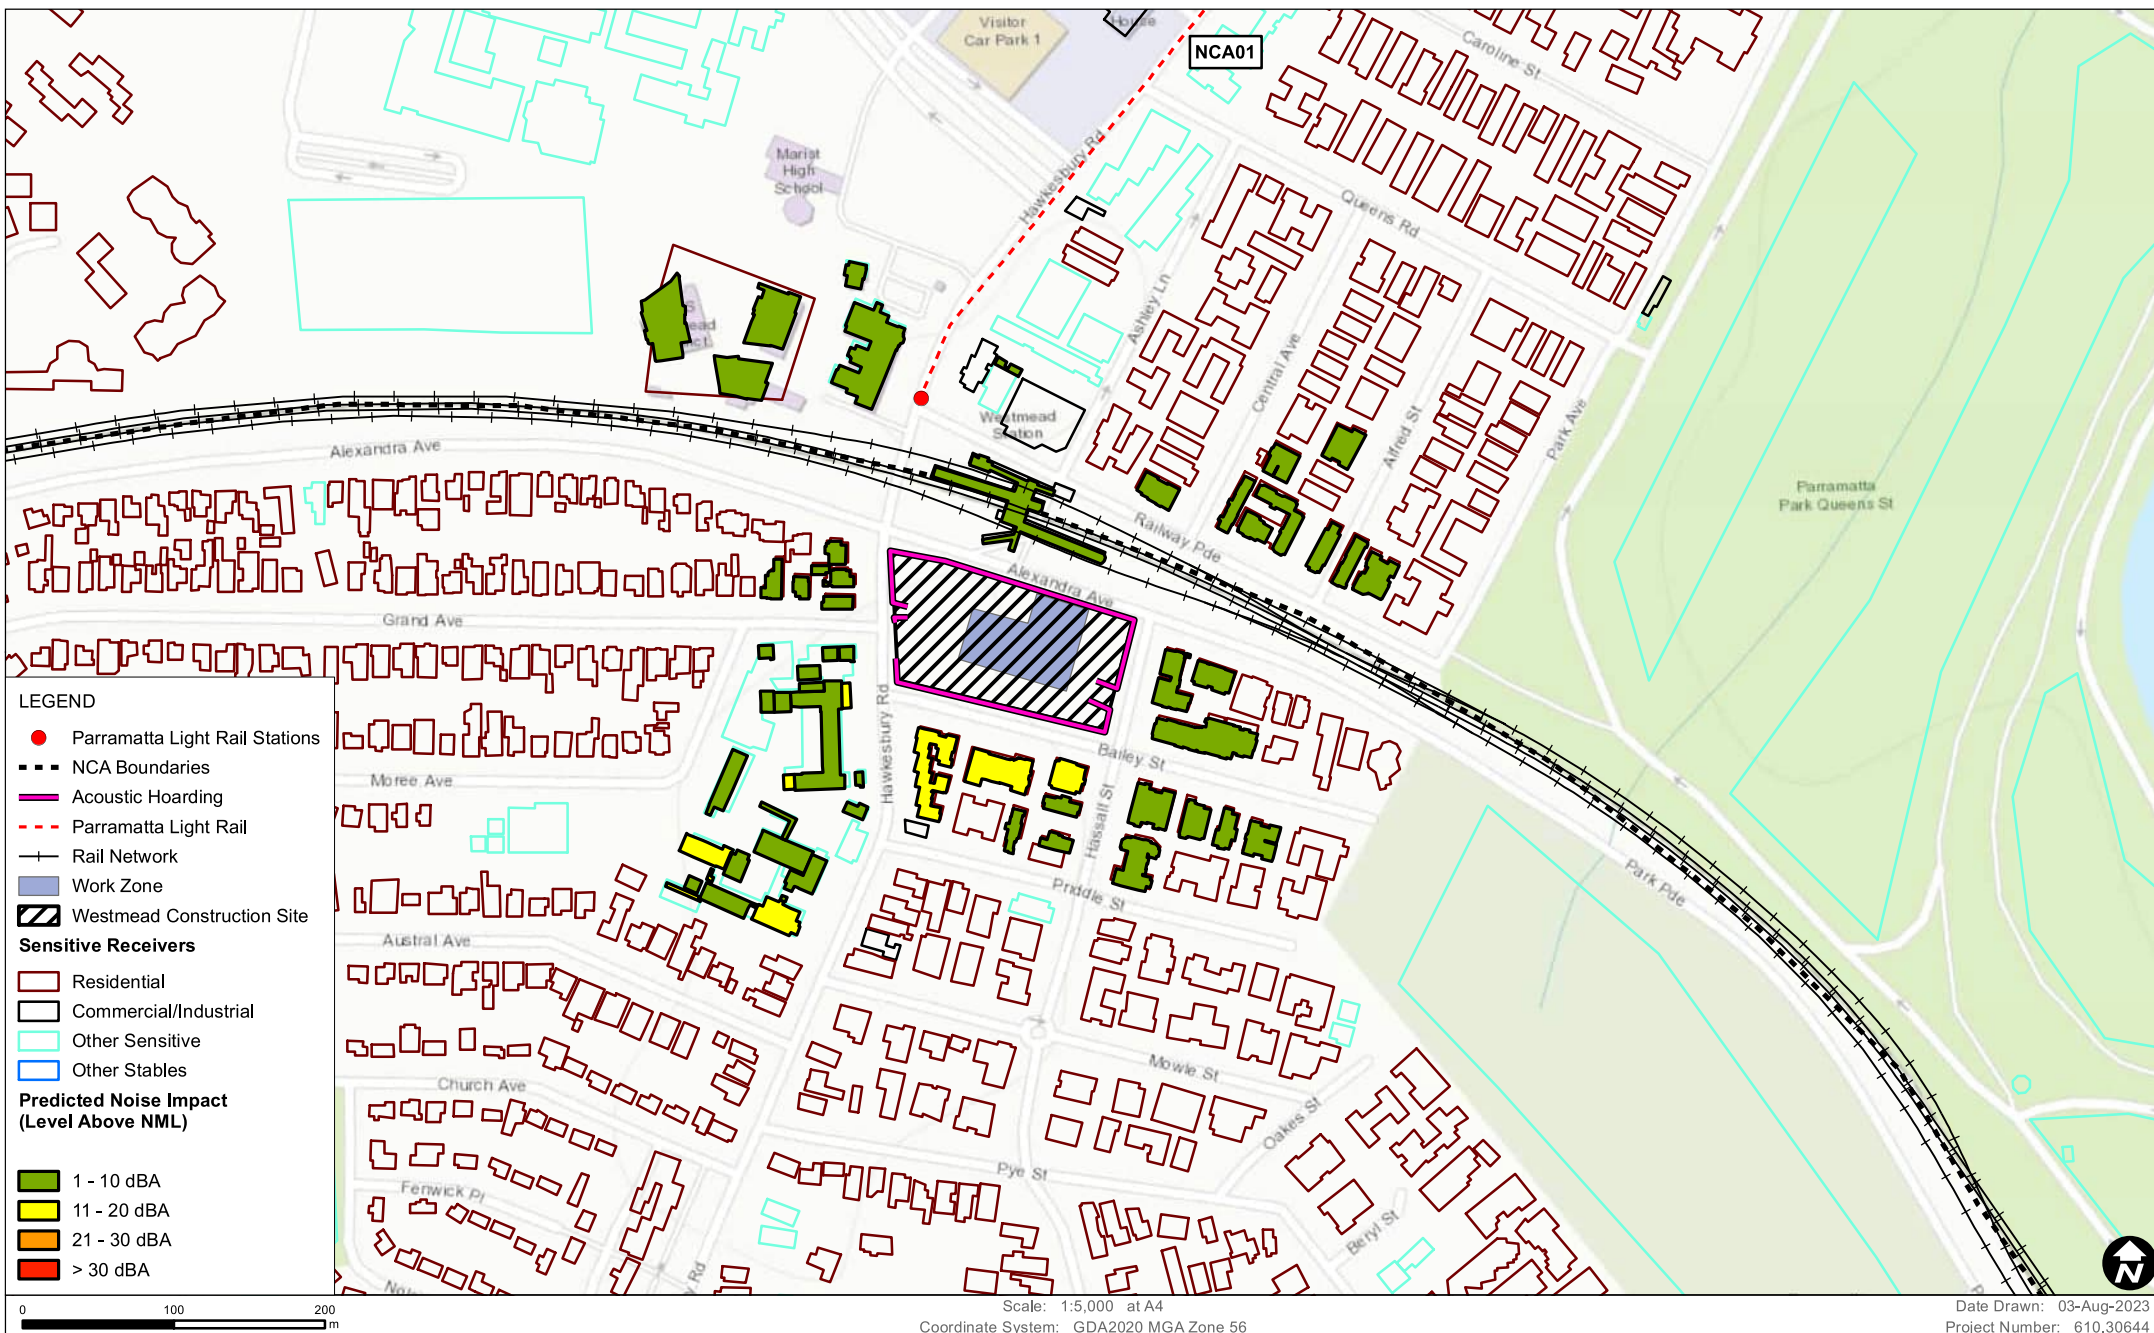 Visitor
Car Park 1
House
NCA01
Caroline St
Marist
High
School
Hawkesbury Rd
Queens Rd
Ashley Ln
Central Ave
Alfred St
Park Ave
Westmead
Station
Parramatta
Park Queens St
Alexandra Ave
Railway Pde
Alexandra Ave
Grand Ave
Hawkesbury Rd
Bailey St
Hassall St
Moree Ave
Priddle St
Park Pde
Austral Ave
Church Ave
Mowle St
Oakes St
Pye St
Fenwick Pl
Beryl St
LEGEND
Parramatta Light Rail Stations
NCA Boundaries
Acoustic Hoarding
Parramatta Light Rail
Rail Network
Work Zone
Westmead Construction Site
Sensitive Receivers
Residential
Commercial/Industrial
Other Sensitive
Other Stables
Predicted Noise Impact
(Level Above NML)
1 - 10 dBA
11 - 20 dBA
21 - 30 dBA
> 30 dBA
N
0 100 200
m
Scale: 1:5,000 at A4
Coordinate System: GDA2020 MGA Zone 56
Date Drawn: 03-Aug-2023
Project Number: 610.30644